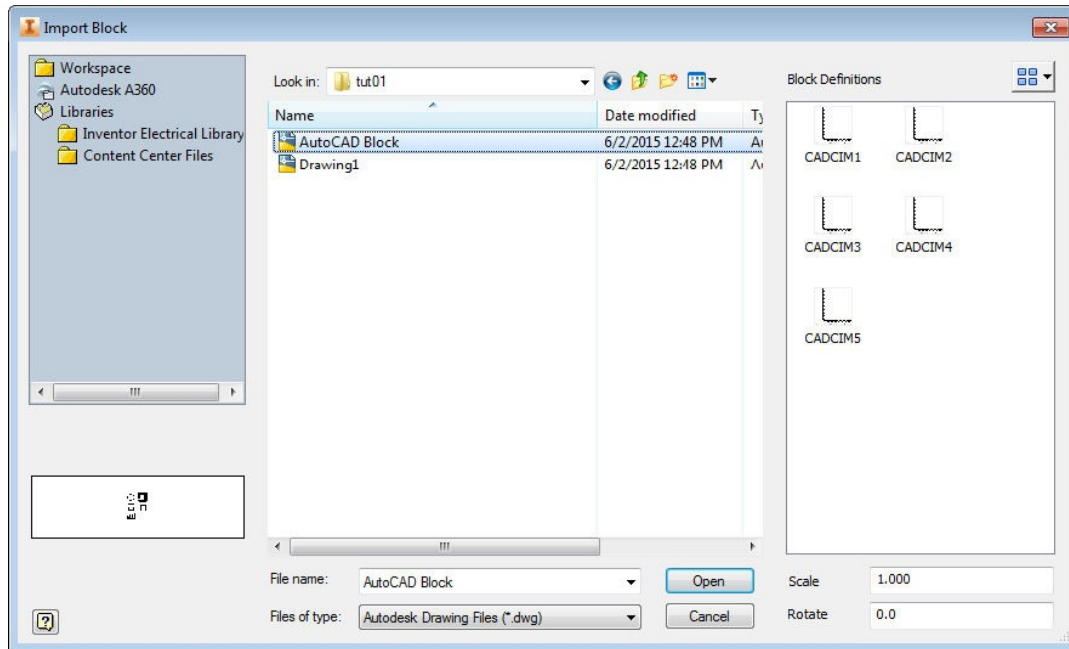 Import Block
Workspace
Autodesk A360
Libraries
Inventor Electrical Library
Content Center Files
Look in: tut01
Name Date modified
AutoCAD Block 6/2/2015 12:48 PM
Drawing1 6/2/2015 12:48 PM
Block Definitions
CADCIM1 CADCIM2
CADCIM3 CADCIM4
CADCIM5
File name: AutoCAD Block Open
Files of type: Autodesk Drawing Files (*.dwg) Cancel
Scale 1.000
Rotate 0.0